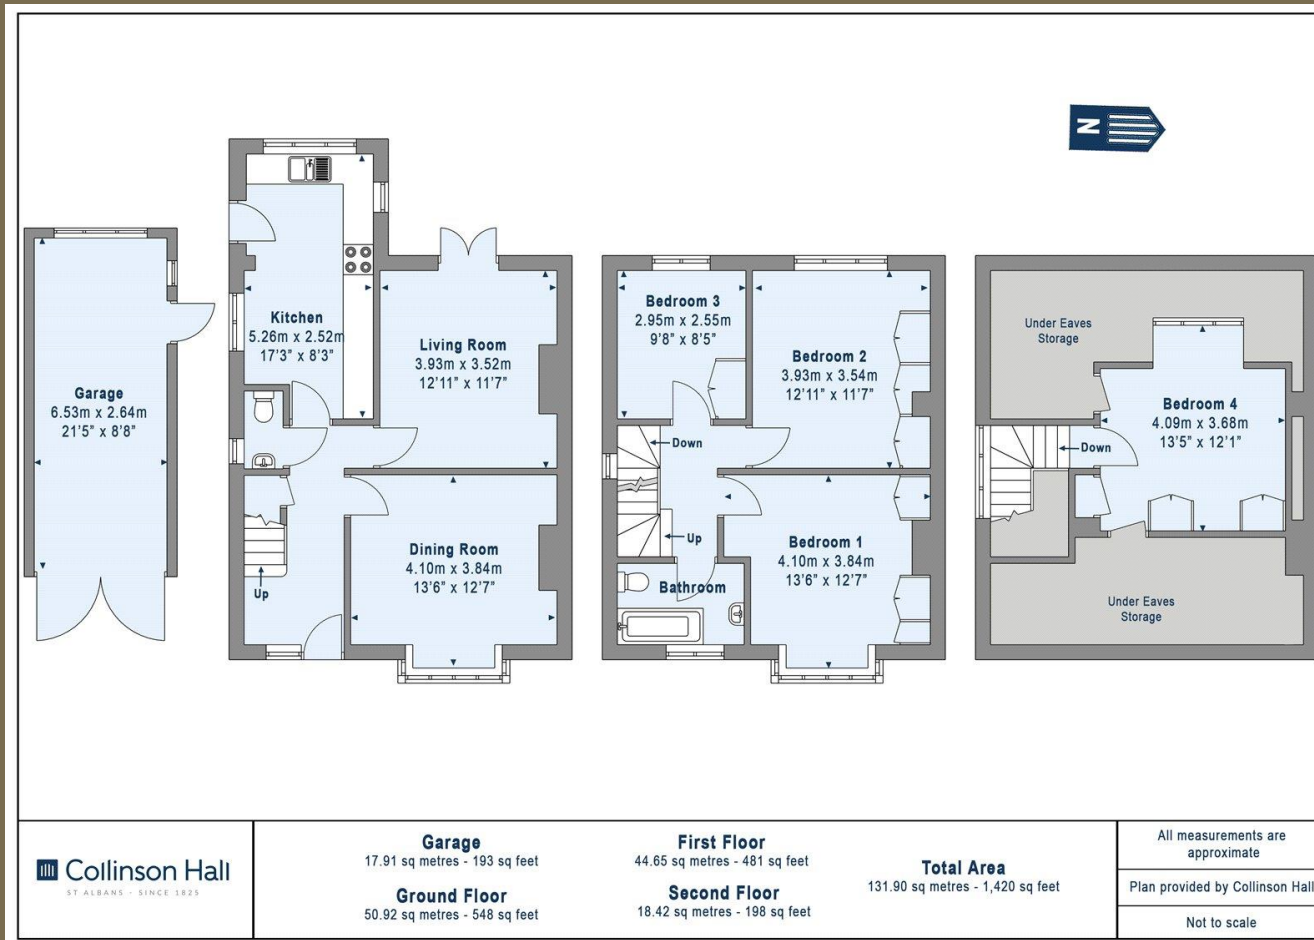 N
Garage
6.53m x 2.64m
21'5" x 8'8"
Kitchen
5.26m x 2.52m
17'3" x 8'3"
Living Room
3.93m x 3.52m
12'11" x 11'7"
Dining Room
4.10m x 3.84m
13'6" x 12'7"
Up
Bedroom 3
2.95m x 2.55m
9'8" x 8'5"
Bedroom 2
3.93m x 3.54m
12'11" x 11'7"
Down
Up
Bedroom 1
4.10m x 3.84m
13'6" x 12'7"
Bathroom
Under Eaves
Storage
Bedroom 4
4.09m x 3.68m
13'5" x 12'1"
Down
Under Eaves
Storage
Collinson Hall
ST ALBANS - SINCE 1825
Garage
17.91 sq metres - 193 sq feet
Ground Floor
50.92 sq metres - 548 sq feet
First Floor
44.65 sq metres - 481 sq feet
Second Floor
18.42 sq metres - 198 sq feet
Total Area
131.90 sq metres - 1,420 sq feet
All measurements are
approximate
Plan provided by Collinson Hall
Not to scale